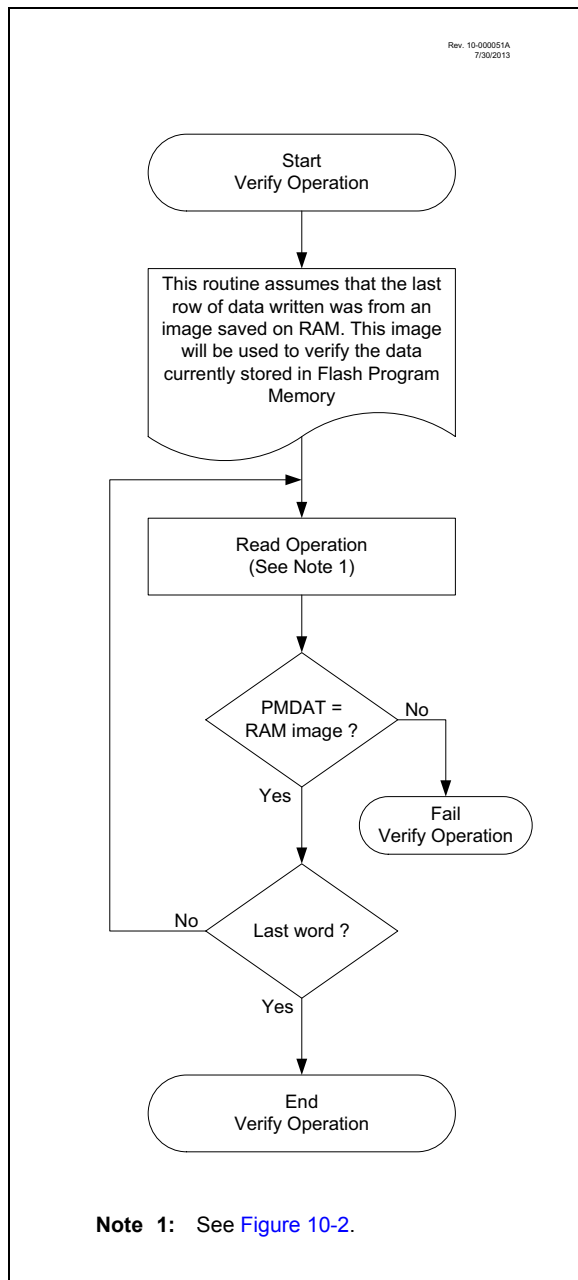 Rev. 10-000051A
7/30/2013
Start
Verify Operation
This routine assumes that the last
row of data written was from an
image saved on RAM. This image
will be used to verify the data
currently stored in Flash Program
Memory
Read Operation
(See Note 1)
PMDAT =
RAM image ?
No
Yes
Fail
Verify Operation
Last word ?
No
Yes
End
Verify Operation
Note 1: See Figure 10-2.